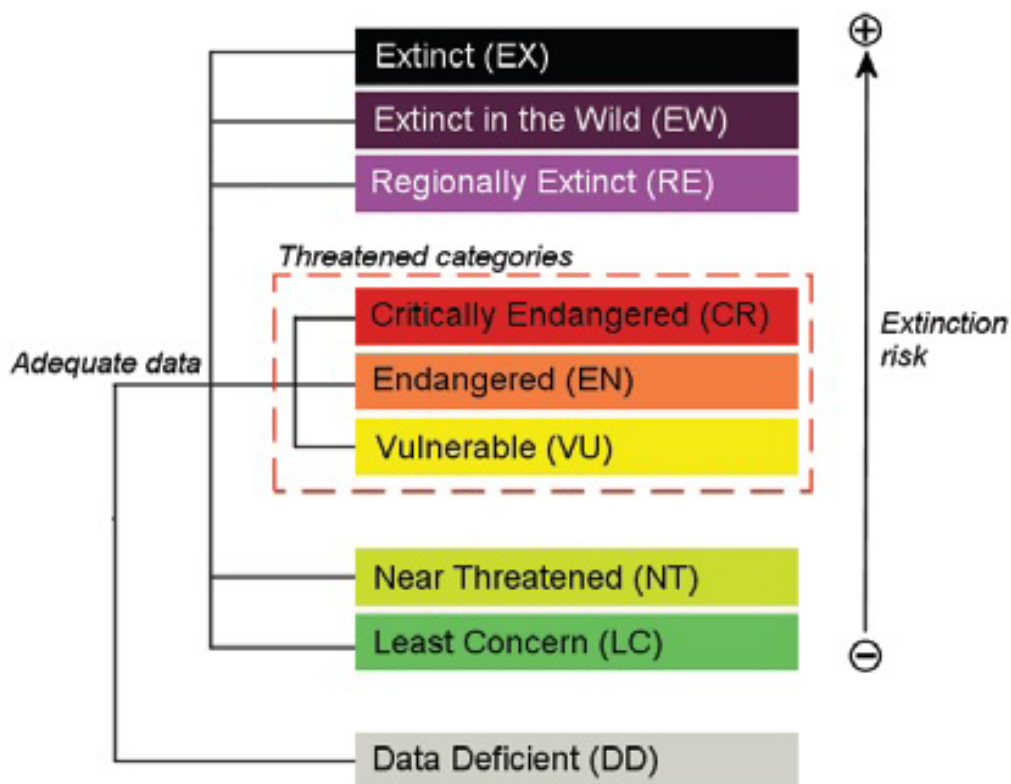 Extinct (EX)
Extinct in the Wild (EW)
Regionally Extinct (RE)
Threatened categories
Critically Endangered (CR)
Extinction
risk
Adequate data
Endangered (EN)
Vulnerable (VU)
Near Threatened (NT)
Least Concern (LC)
Data Deficient (DD)